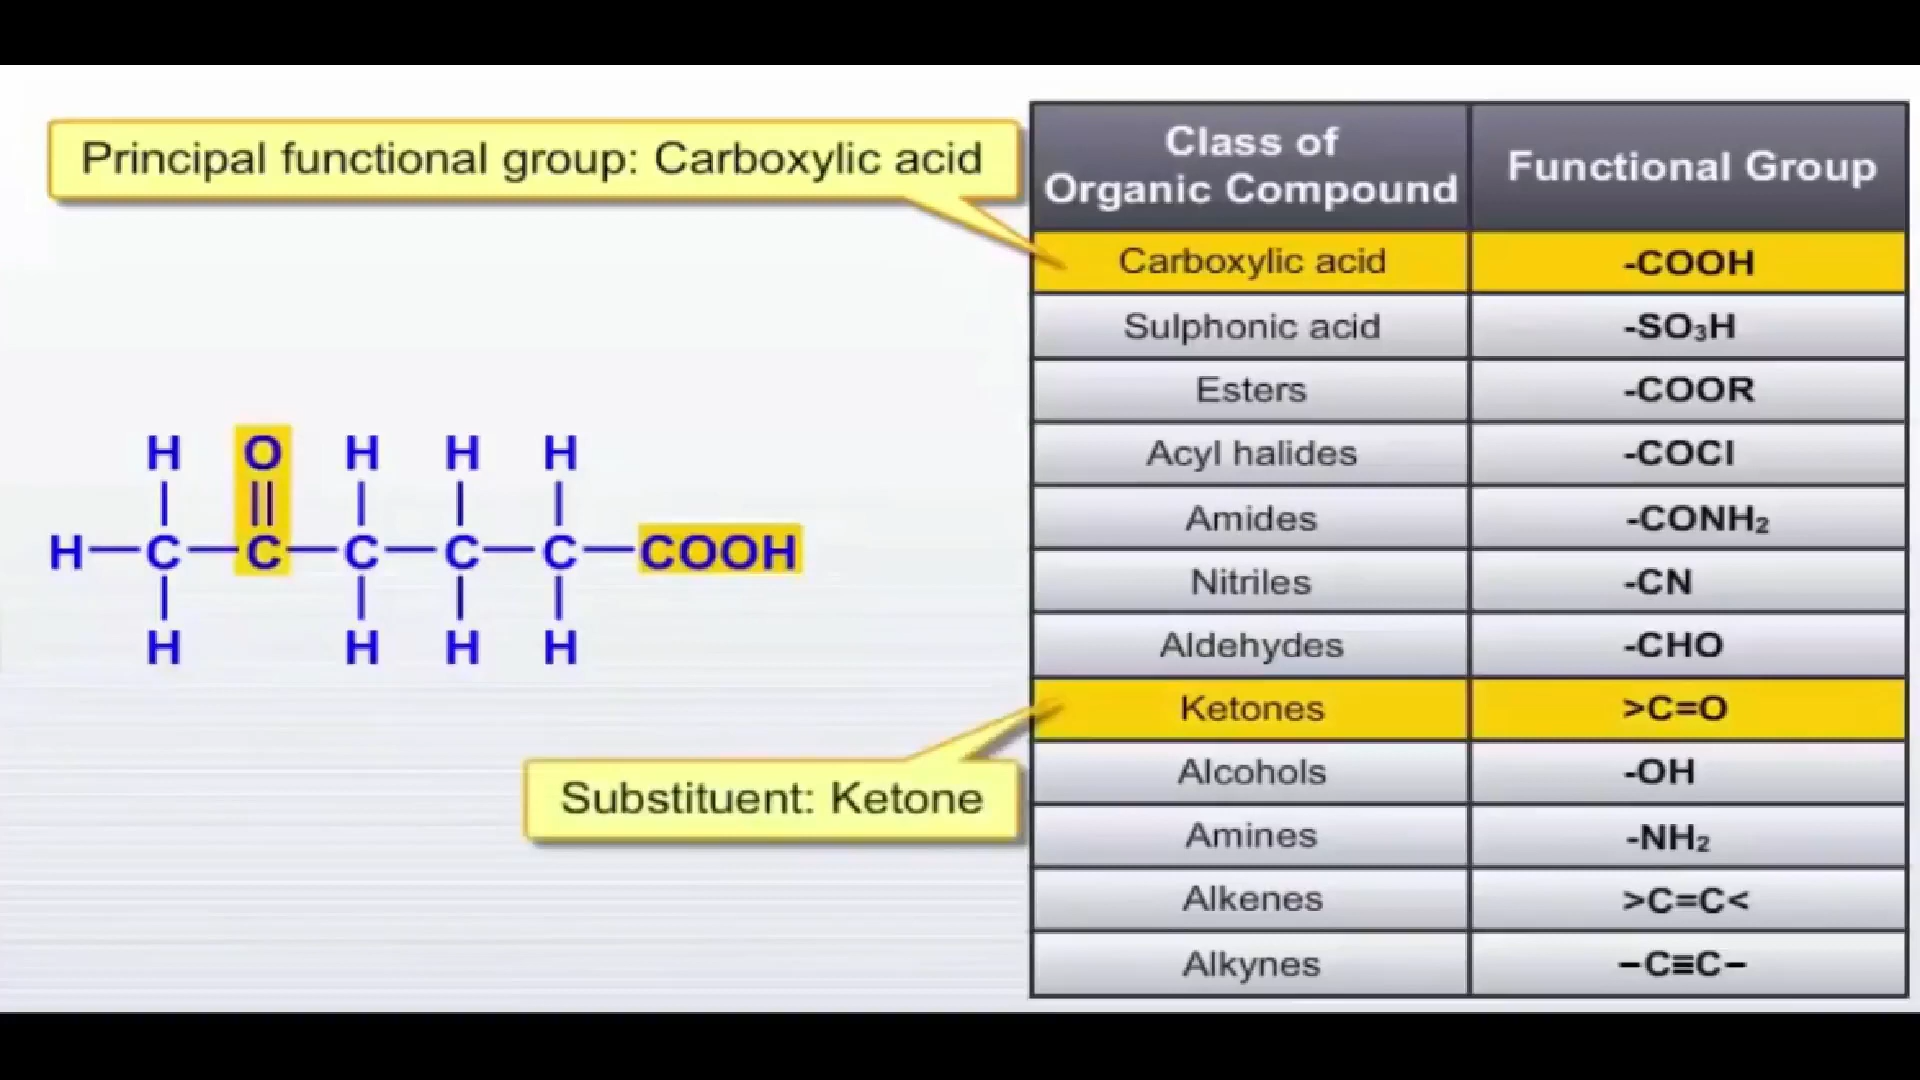 Principal functional group: Carboxylic acid
H O H H H
H—C—C—C—C—C—COOH
H H H H
Substituent: Ketone
Class of Organic Compound Functional Group
Carboxylic acid -COOH
Sulphonic acid -SO₃H
Esters -COOR
Acyl halides -COCl
Amides -CONH₂
Nitriles -CN
Aldehydes -CHO
Ketones >C=O
Alcohols -OH
Amines -NH₂
Alkenes >C=C<
Alkynes –C≡C–